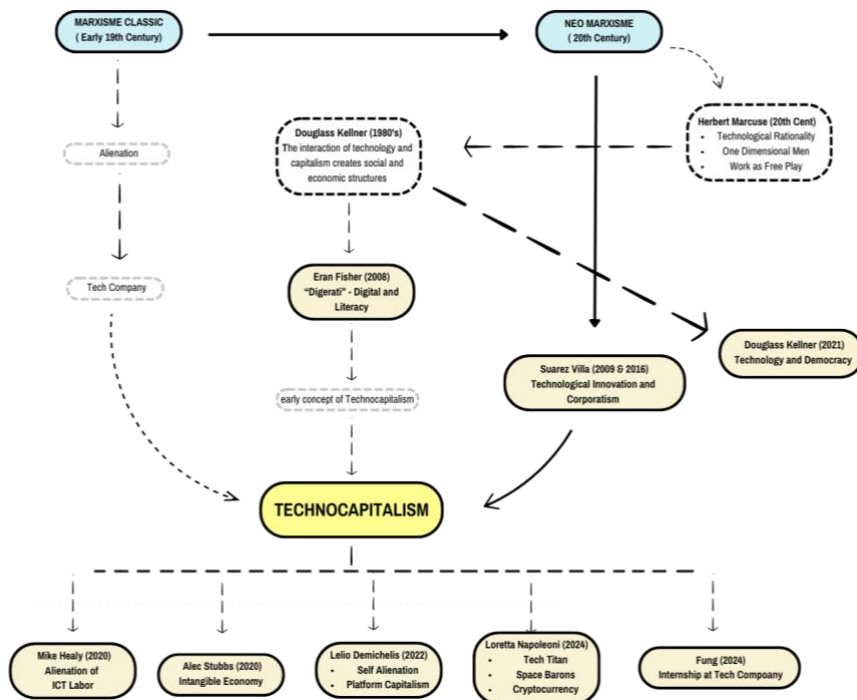 MARXISME CLASSIC
( Early 19th Century)
NEO MARXISME
( 20th Century)
Herbert Marcuse (20th Cent)
• Technological Rationality
• One Dimensional Men
• Work as Free Play
Douglass Kellner (1980's)
The interaction of technology and
capitalism creates social and
economic structures
Alienation
Tech Company
Eran Fisher (2008)
“Digerati” - Digital and
Literacy
Douglass Kellner (2021)
Technology and Democracy
Suarez Villa (2009 & 2016)
Technological Innovation and
Corporatism
early concept of Technocapitalism
TECHNOCAPITALISM
Mike Healy (2020)
Alienation of
ICT Labor
Alec Stubbs (2020)
Intangible Economy
Lelio Demichelis (2022)
• Self Alienation
• Platform Capitalism
Loretta Napoleoni (2024)
• Tech Titan
• Space Barons
• Cryptocurrency
Fung (2024)
Internship at Tech Compoany